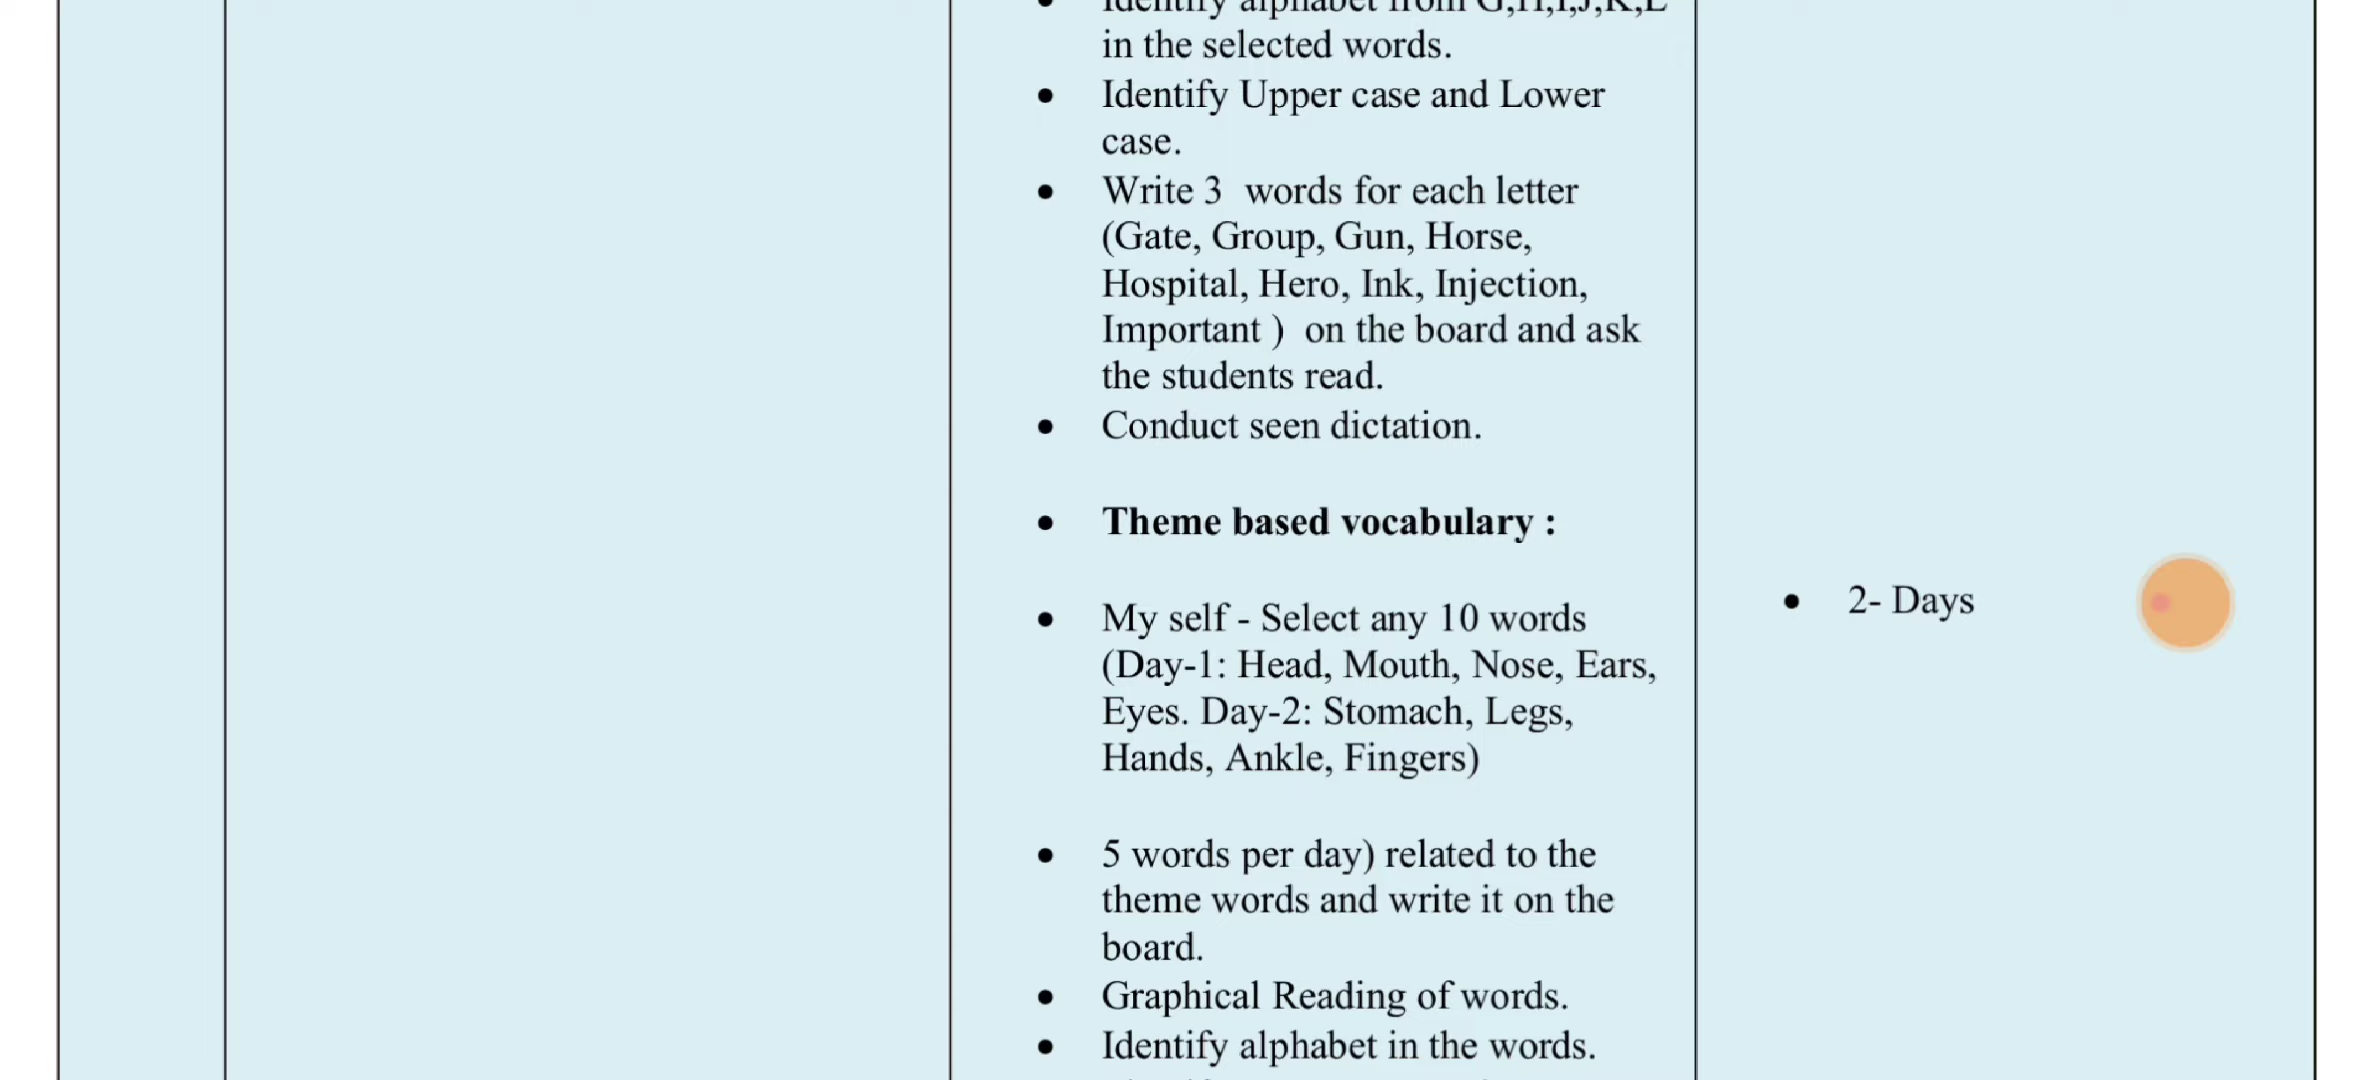 Identify alphabet from G,H,I,J,K,L
in the selected words.
• Identify Upper case and Lower
case.
• Write 3 words for each letter
(Gate, Group, Gun, Horse,
Hospital, Hero, Ink, Injection,
Important ) on the board and ask
the students read.
• Conduct seen dictation.
• Theme based vocabulary :
• My self - Select any 10 words
(Day-1: Head, Mouth, Nose, Ears,
Eyes. Day-2: Stomach, Legs,
Hands, Ankle, Fingers)
• 2- Days
• 5 words per day) related to the
theme words and write it on the
board.
• Graphical Reading of words.
• Identify alphabet in the words.